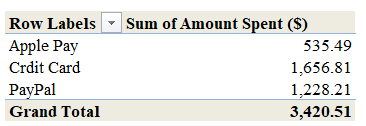 Row Labels Sum of Amount Spent ($)
Apple Pay 535.49
Crdit Card 1,656.81
PayPal 1,228.21
Grand Total 3,420.51